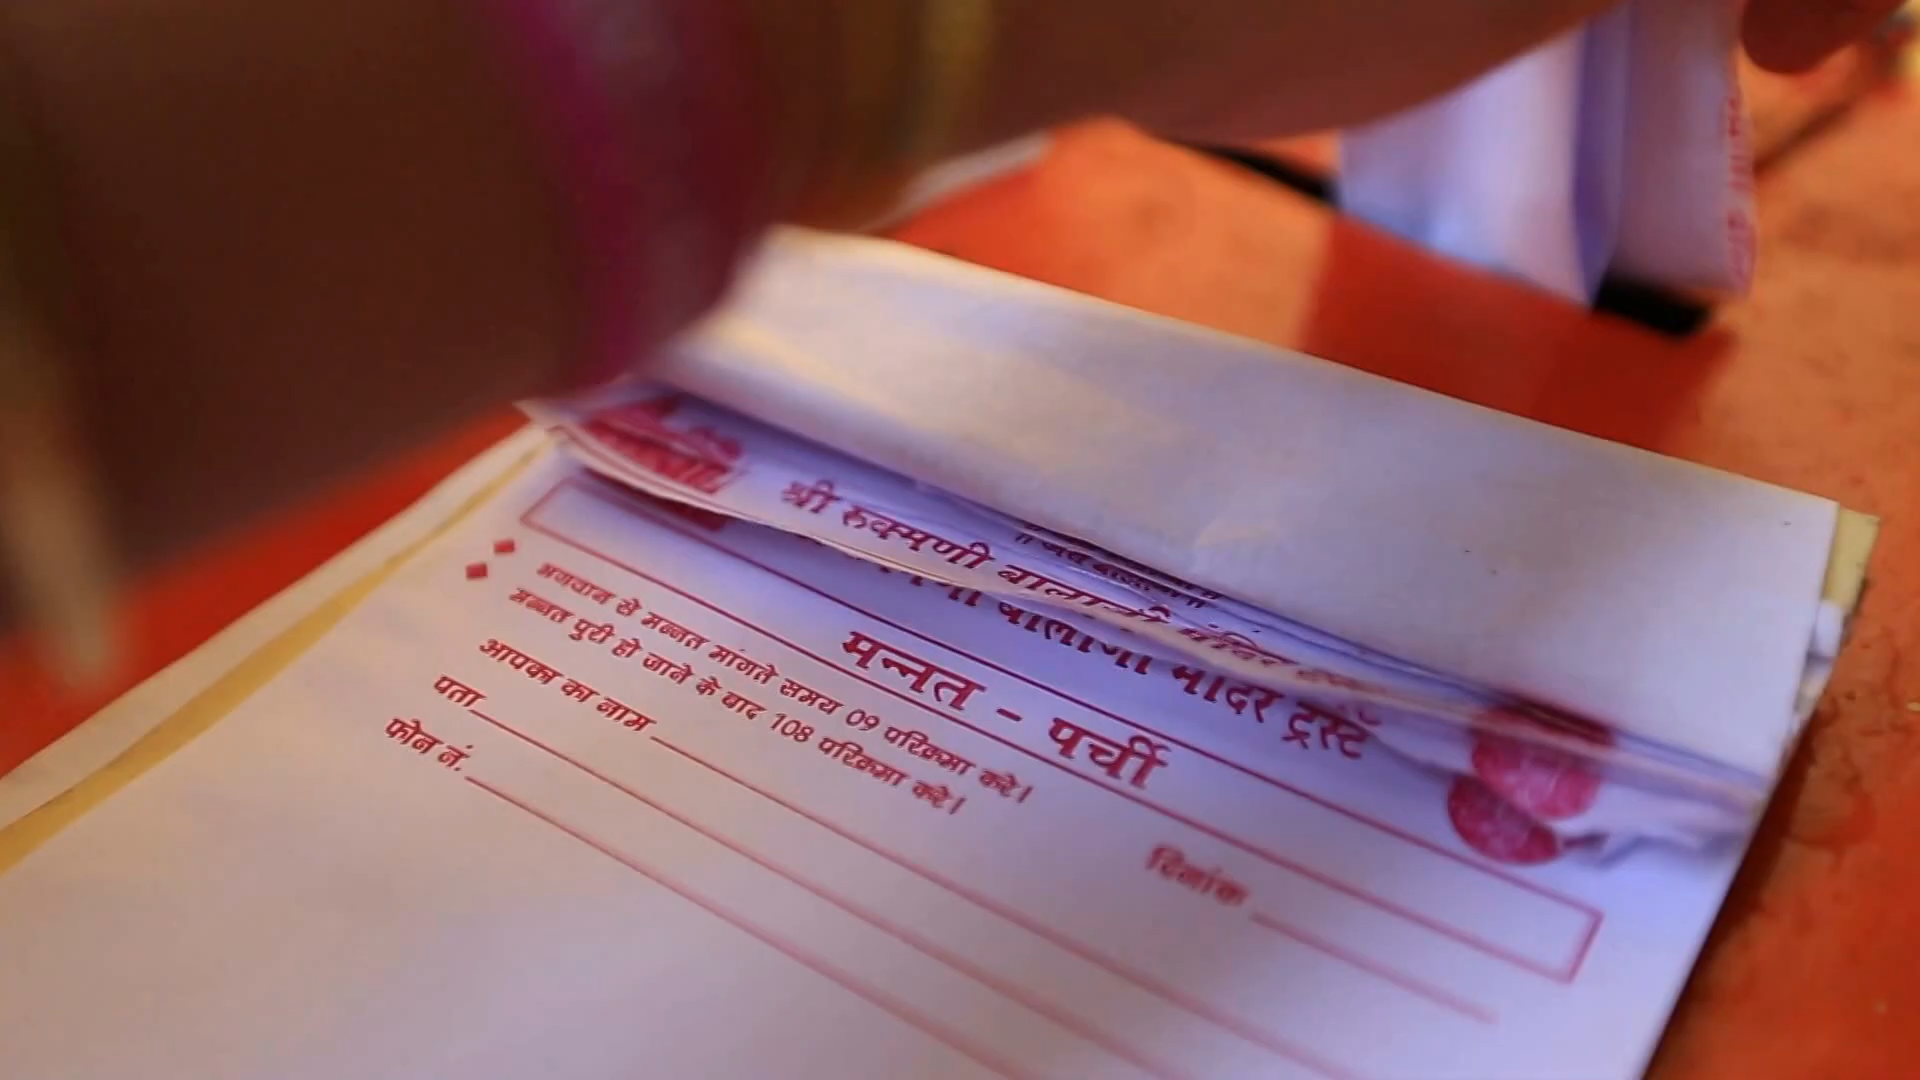 श्री रुक्मणी बालाजी मंदिर
बालाजी मंदिर ट्रस्ट
मन्नत - पर्ची
भगवान से मन्नत मांगते समय 09 परिक्रमा करे।
मन्नत पुरी हो जाने के बाद 108 परिक्रमा करे।
आपका का नाम
दिनांक
पता
फोन नं.